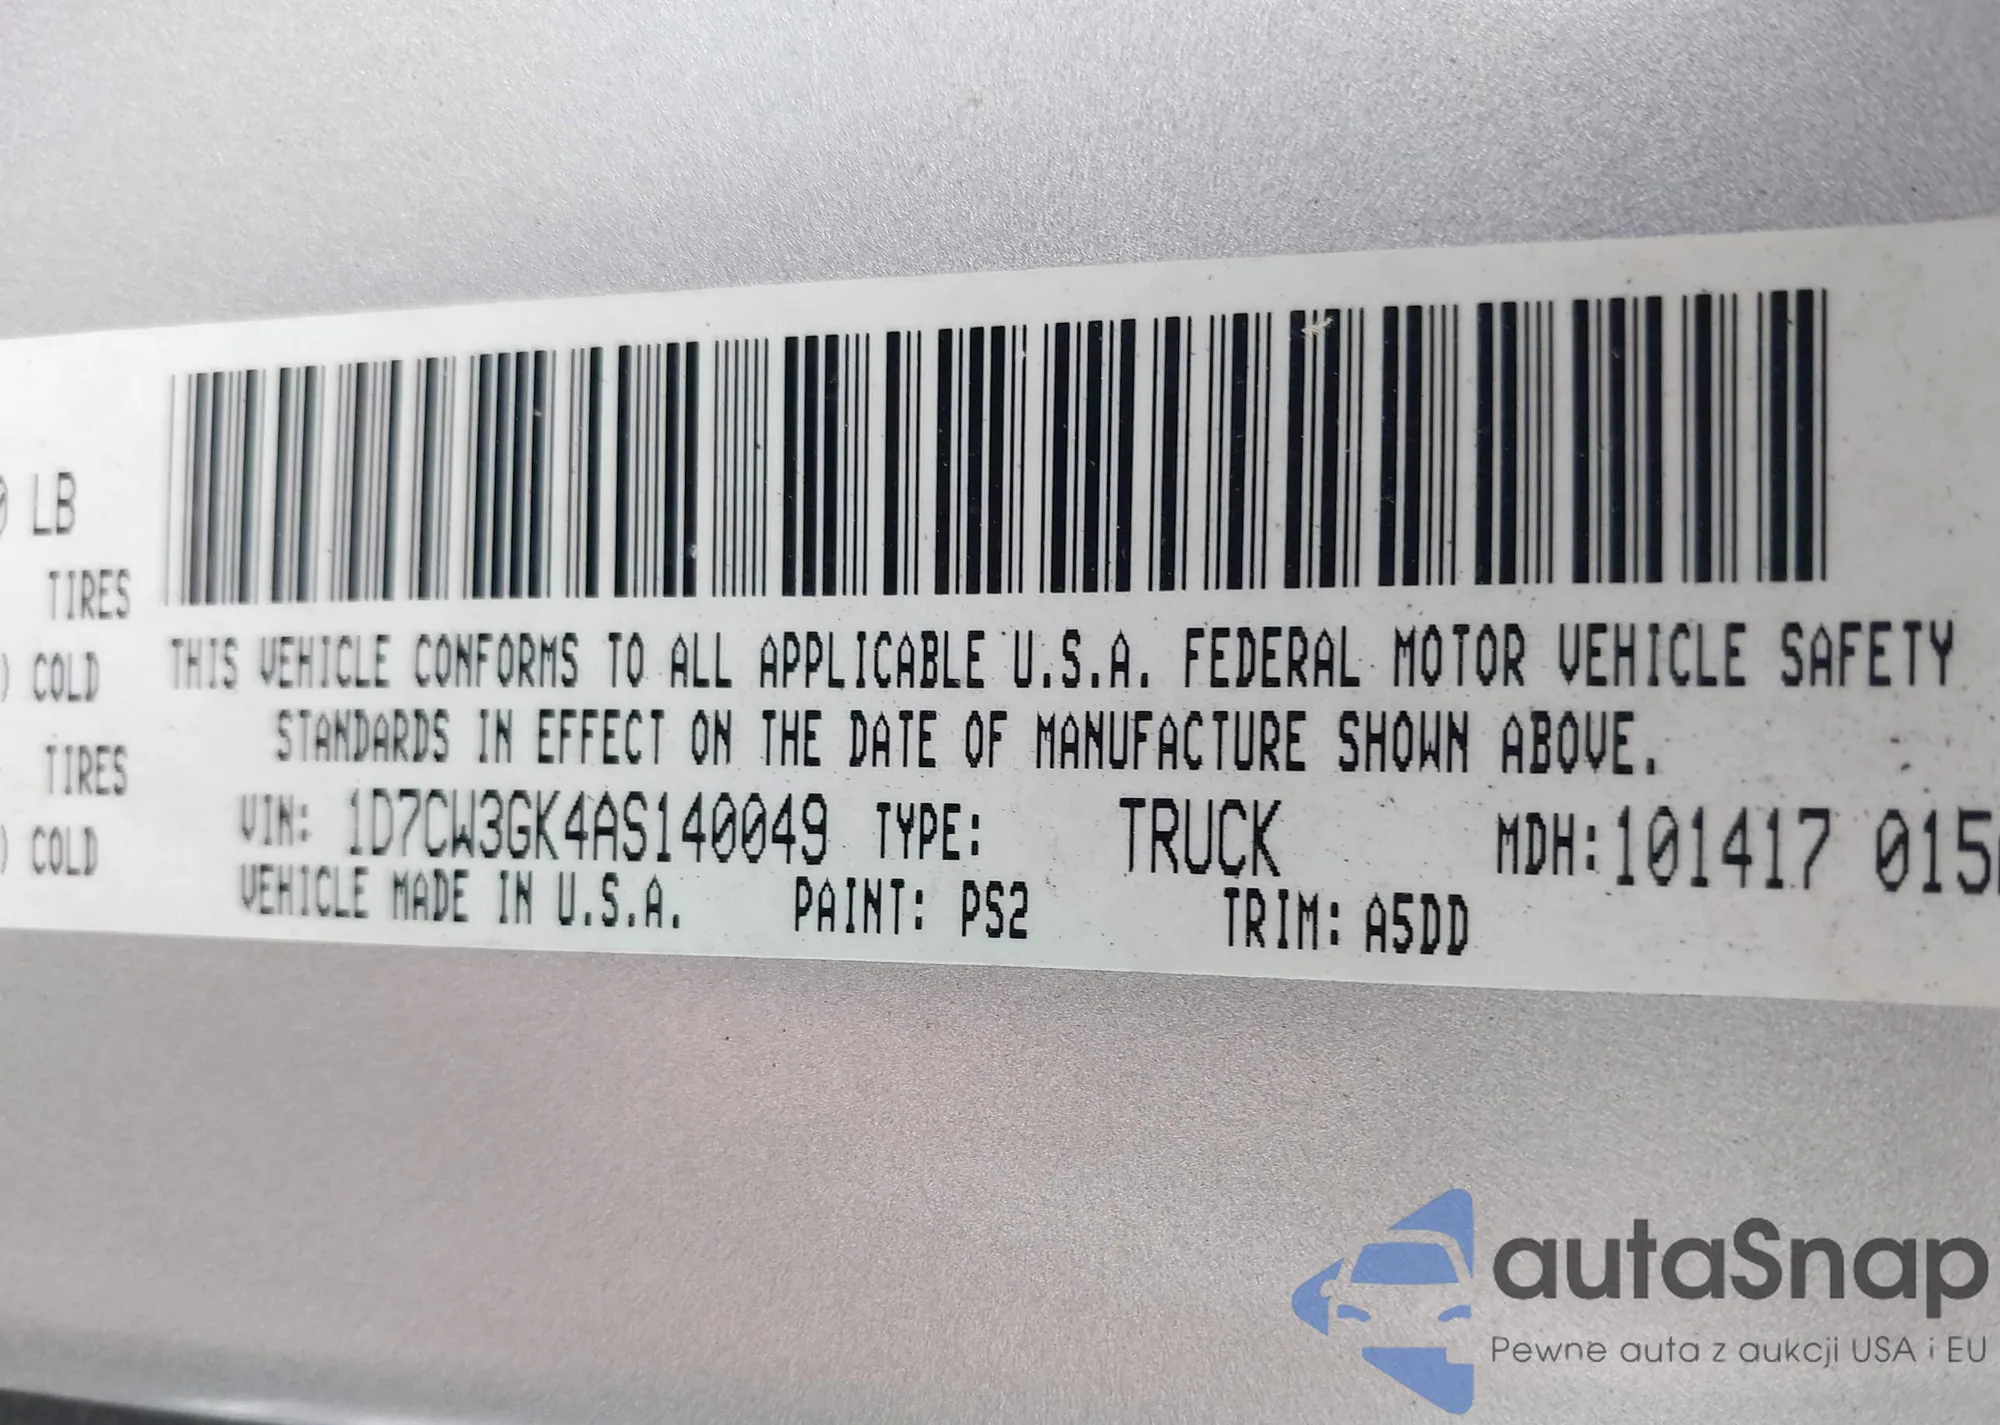 LB
TIRES
COLD
TIRES
COLD
THIS VEHICLE CONFORMS TO ALL APPLICABLE U.S.A. FEDERAL MOTOR VEHICLE SAFETY
STANDARDS IN EFFECT ON THE DATE OF MANUFACTURE SHOWN ABOVE.
VIN: 1D7CW3GK4AS140049 TYPE: TRUCK MDH:101417 015
VEHICLE MADE IN U.S.A. PAINT: PS2 TRIM: A5DD
autaSnap
Pewne auta z aukcji USA i EU